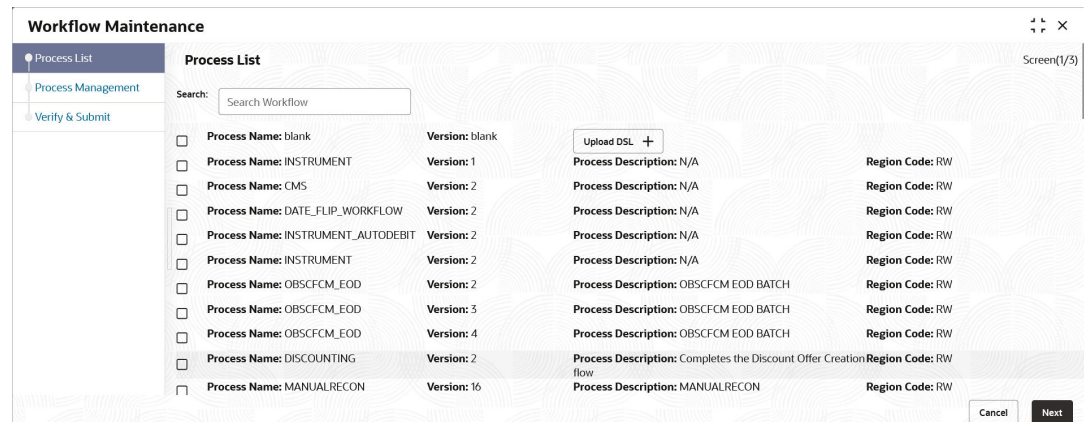 Workflow Maintenance
Process List
Process Management
Verify & Submit
Process List
Screen(1/3)
Search:
Search Workflow
Process Name: blank Version: blank Upload DSL +
Process Name: INSTRUMENT Version: 1 Process Description: N/A Region Code: RW
Process Name: CMS Version: 2 Process Description: N/A Region Code: RW
Process Name: DATE_FLIP_WORKFLOW Version: 2 Process Description: N/A Region Code: RW
Process Name: INSTRUMENT_AUTODEBIT Version: 2 Process Description: N/A Region Code: RW
Process Name: INSTRUMENT Version: 2 Process Description: N/A Region Code: RW
Process Name: OBSCFCM_EOD Version: 2 Process Description: OBSCFCM EOD BATCH Region Code: RW
Process Name: OBSCFCM_EOD Version: 3 Process Description: OBSCFCM EOD BATCH Region Code: RW
Process Name: OBSCFCM_EOD Version: 4 Process Description: OBSCFCM EOD BATCH Region Code: RW
Process Name: DISCOUNTING Version: 2 Process Description: Completes the Discount Offer Creation Region Code: RW
flow
Process Name: MANUALRECON Version: 16 Process Description: MANUALRECON Region Code: RW
Cancel Next